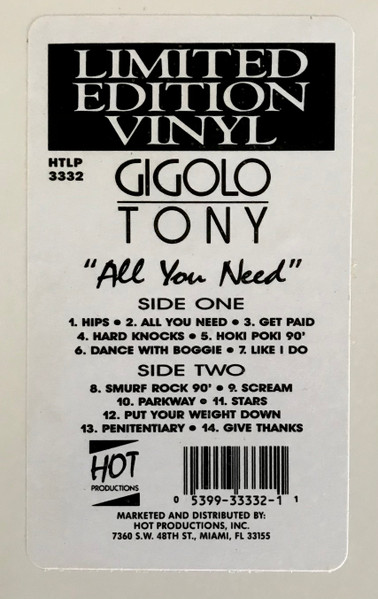 LIMITED
EDITION
VINYL
HTLP
3332
GIGOLO
TONY
"All You Need"
SIDE ONE
1. HIPS • 2. ALL YOU NEED • 3. GET PAID
4. HARD KNOCKS • 5. HOKI POKI 90'
6. DANCE WITH BOGGIE • 7. LIKE I DO
SIDE TWO
8. SMURF ROCK 90' • 9. SCREAM
10. PARKWAY • 11. STARS
12. PUT YOUR WEIGHT DOWN
13. PENITENTIARY • 14. GIVE THANKS
HOT
PRODUCTIONS
0 5399-33332-1 1
MARKETED AND DISTRIBUTED BY:
HOT PRODUCTIONS, INC.
7360 S.W. 48TH ST., MIAMI, FL 33155